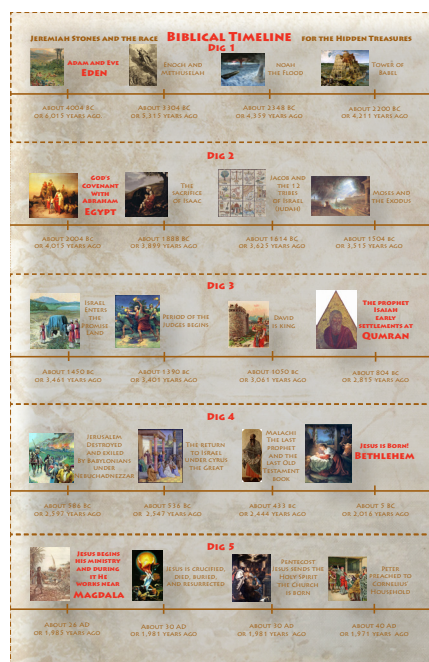 Jeremiah Stones and the race Biblical Timeline for the Hidden Treasures
Dig 1
Adam and Eve
Eden
Enoch and
Methuselah
Noah
The Flood
Tower of
Babel
About 4004 BC
or 6,015 years ago
About 3304 BC
or 5,315 years ago
About 2348 BC
or 4,359 years ago
About 2200 BC
or 4,211 years ago
Dig 2
God's
Covenant
with
Abraham
Egypt
The
Sacrifice
of Isaac
Jacob and
the 12
Tribes
of Israel
(Judah)
Moses and
the Exodus
About 2004 BC
or 4,015 years ago
About 1888 BC
or 3,899 years ago
About 1614 BC
or 3,625 years ago
About 1504 BC
or 3,515 years ago
Dig 3
Israel
Enters
the
Promise
Land
Period of the
Judges begins
David
is King
The prophet
Isaiah
early
settlements at
Qumran
About 1450 BC
or 3,461 years ago
About 1390 BC
or 3,401 years ago
About 1050 BC
or 3,061 years ago
About 804 BC
or 2,815 years ago
Dig 4
Jerusalem
Destroyed
and exiled
by Babylonians
under
Nebuchadnezzar
The return
to Israel
under Cyrus
the Great
Malachi
The last
prophet
and the
last Old
Testament
book
Jesus is Born!
Bethlehem
About 586 BC
or 2,597 years ago
About 536 BC
or 2,547 years ago
About 433 BC
or 2,444 years ago
About 5 BC
or 2,016 years ago
Dig 5
Jesus begins
his ministry
and during
it He
works near
Magdala
Jesus is crucified,
died, buried,
and resurrected
Pentecost
Jesus sends the
Holy Spirit
The Church
is born
Peter
preached to
Cornelius
Household
About 26 AD
or 1,985 years ago
About 30 AD
or 1,981 years ago
About 30 AD
or 1,981 years ago
About 40 AD
or 1,971 years ago